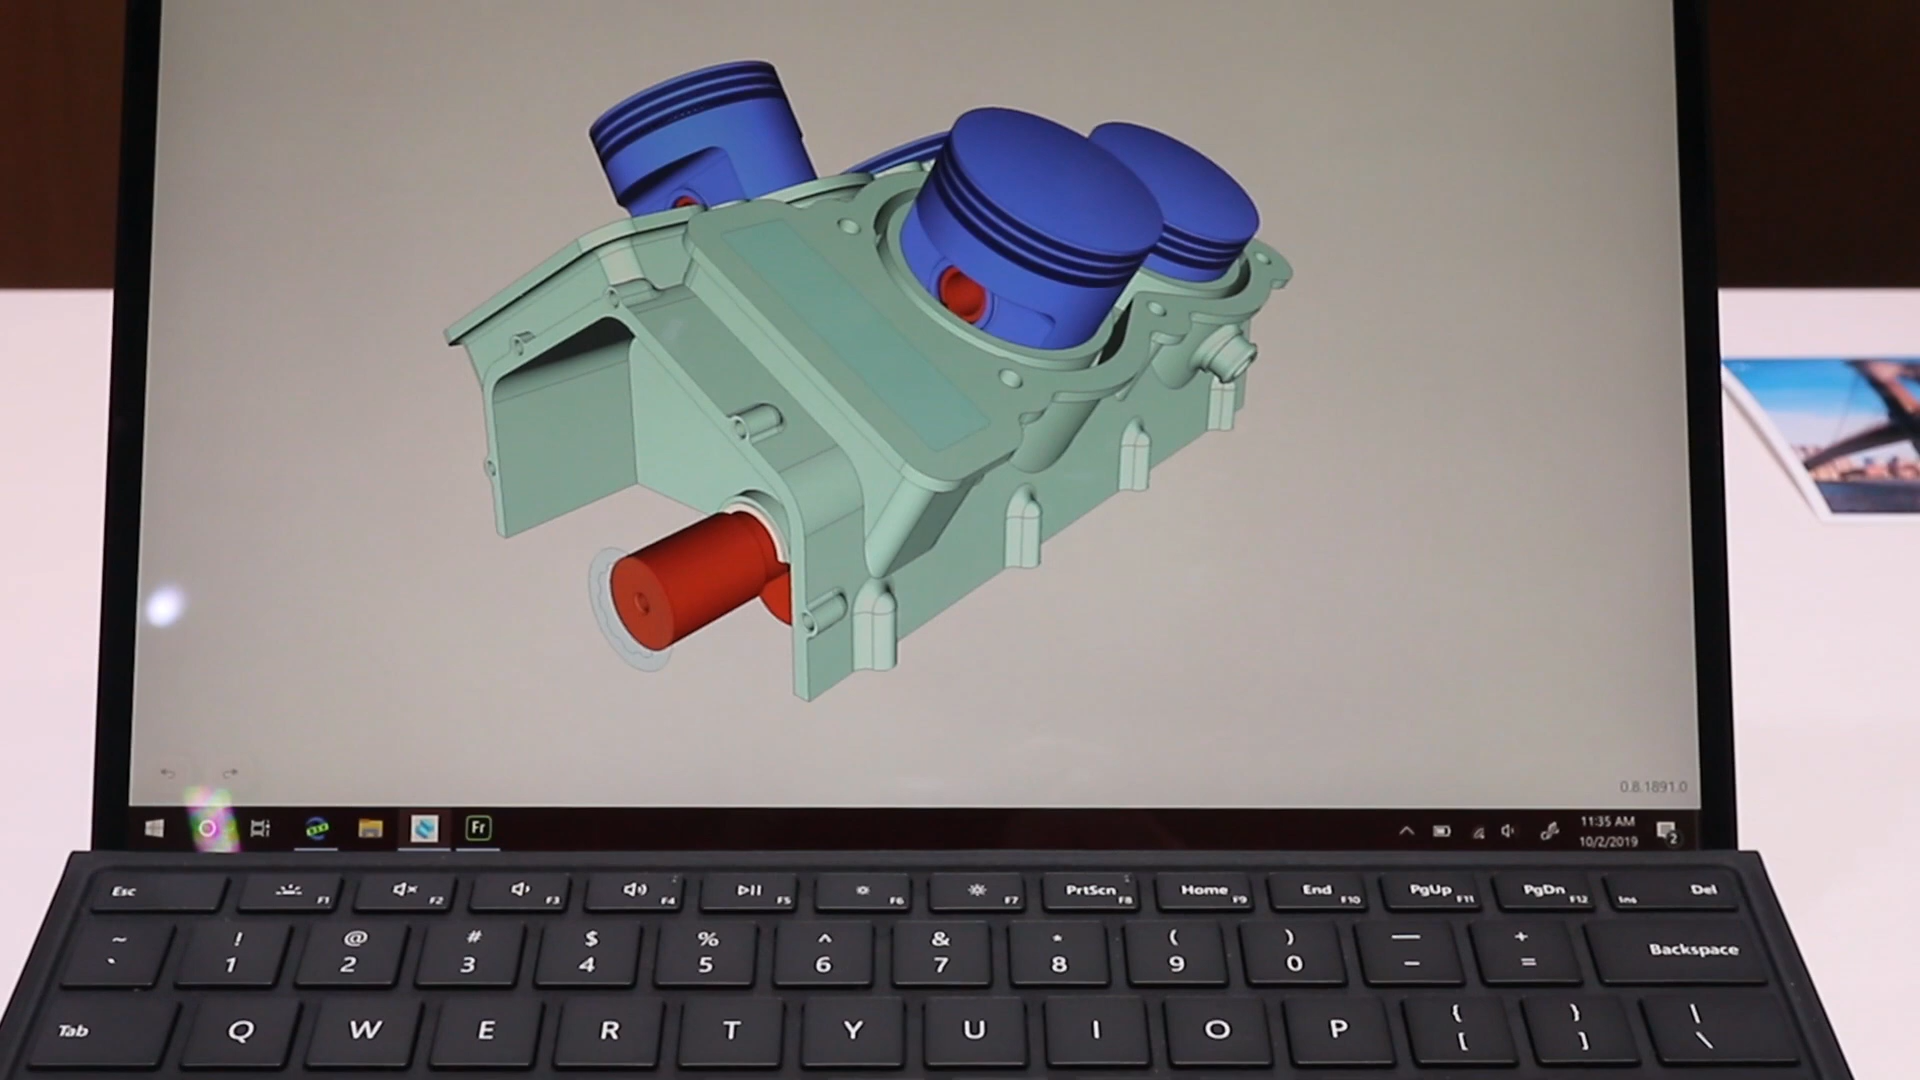 0.8.1891.0
Fr
11:35 AM
10/2/2019
2
Esc F1 F2 F3 F4 F5 F6 F7 PrtScn F8 Home F9 End F10 PgUp F11 PgDn F12 Ins Del
~ ! @ # $ % ^ & * ( ) — +
` 1 2 3 4 5 6 7 8 9 0 - = Backspace
Tab Q W E R T Y U I O P { [ } ] | \